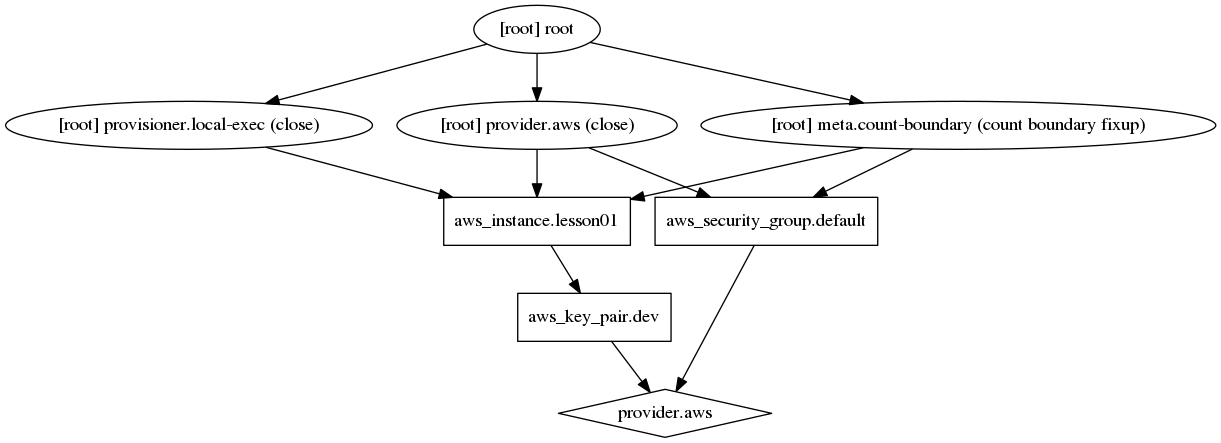 [root] root
[root] provisioner.local-exec (close)
[root] provider.aws (close)
[root] meta.count-boundary (count boundary fixup)
aws_instance.lesson01
aws_security_group.default
aws_key_pair.dev
provider.aws